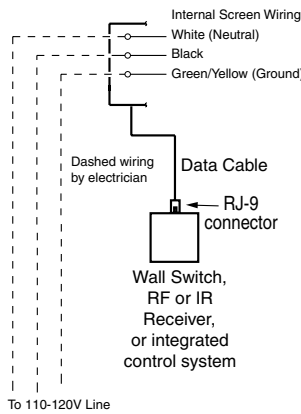 Internal Screen Wiring
White (Neutral)
Black
Green/Yellow (Ground)
Dashed wiring
by electrician
Data Cable
RJ-9
connector
Wall Switch,
RF or IR
Receiver,
or integrated
control system
To 110-120V Line